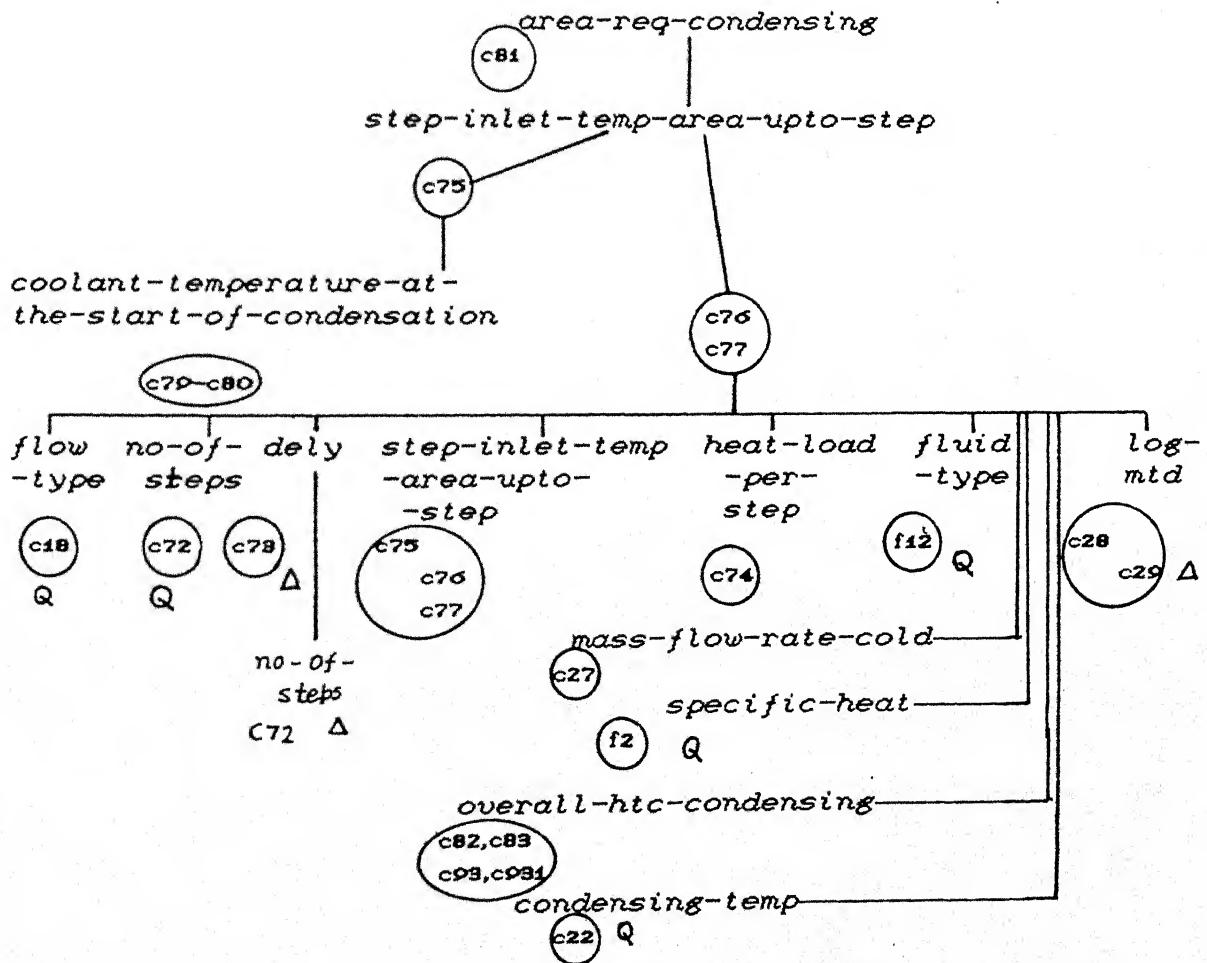 area-req-condensing
c81
step-inlet-temp-area-upto-step
c75
coolant-temperature-at-
the-start-of-condensation
c76
c77
c79-c80
flow
-type
no-of-
steps
dely
step-inlet-temp
-area-upto-
-step
heat-load
-per-
step
fluid
-type
log-
mtd
c18
Q
c72
Q
c73
Δ
c75
c76
c77
c74
f12
Q
c28
c29 Δ
no-of-
steps
C72 Δ
mass-flow-rate-cold
c27
specific-heat
f2 Q
overall-htc-condensing
c82,c83
c93,c931
condensing-temp
c22 Q